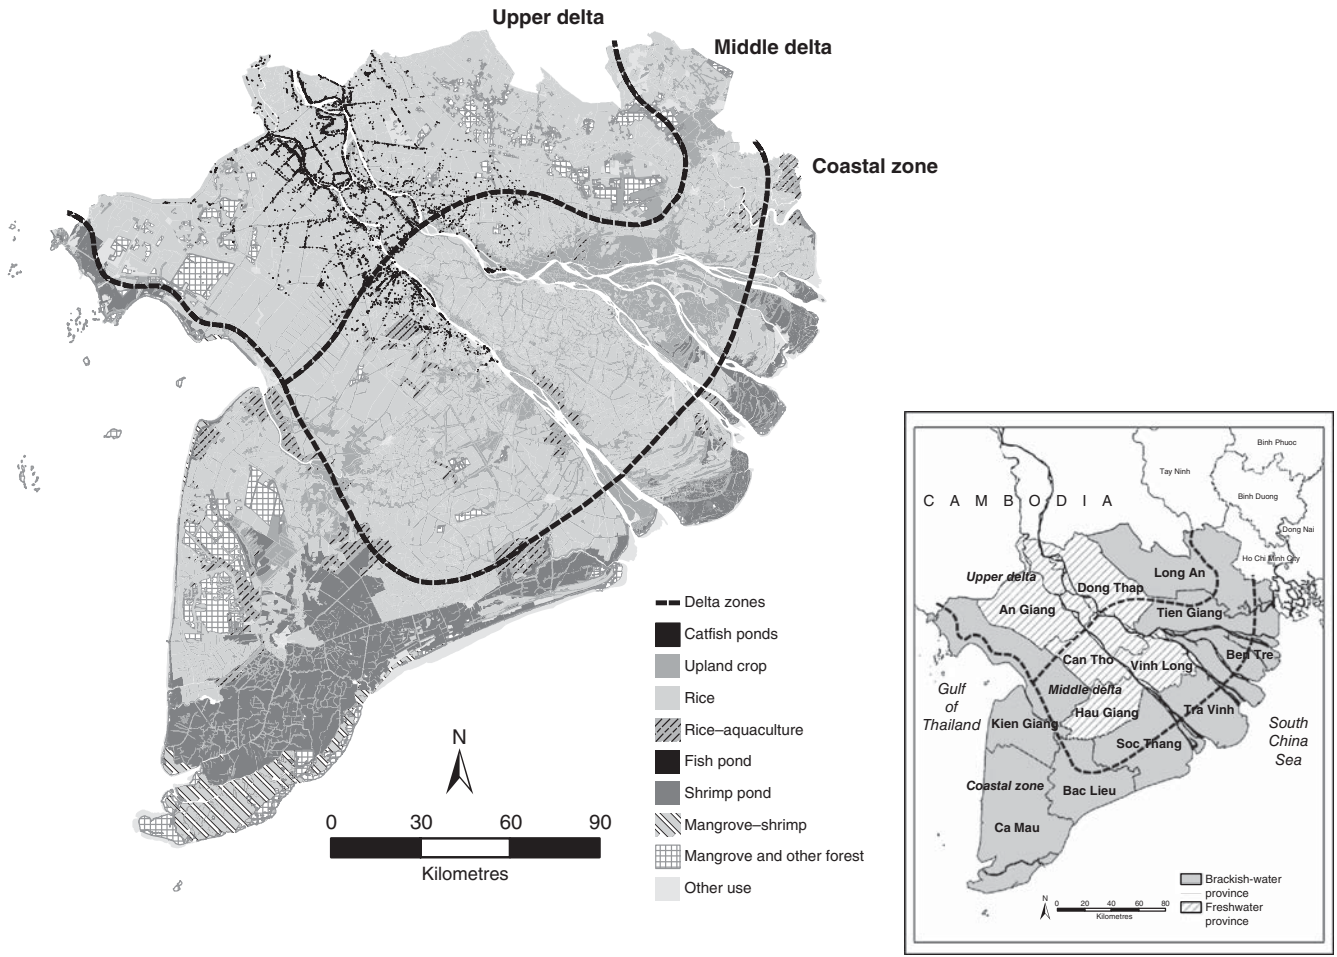 Upper delta
Middle delta
Coastal zone
Delta zones
Catfish ponds
Upland crop
Rice
Rice–aquaculture
Fish pond
Shrimp pond
Mangrove–shrimp
Mangrove and other forest
Other use
N
0 30 60 90
Kilometres
Binh Phuoc
Tay Ninh
Binh Duong
CAMBODIA
Dong Nai
Ho Chi Minh City
Long An
Upper delta
Dong Thap
An Giang
Tien Giang
Ben Tre
Can Tho
Vinh Long
Middle delta
Gulf
of
Thailand
Hau Giang
Tra Vinh
Kien Giang
South
China
Sea
Soc Thang
Coastal zone
Bac Lieu
Ca Mau
Brackish-water
province
Freshwater
province
N
0 20 40 60 80
Kilometres